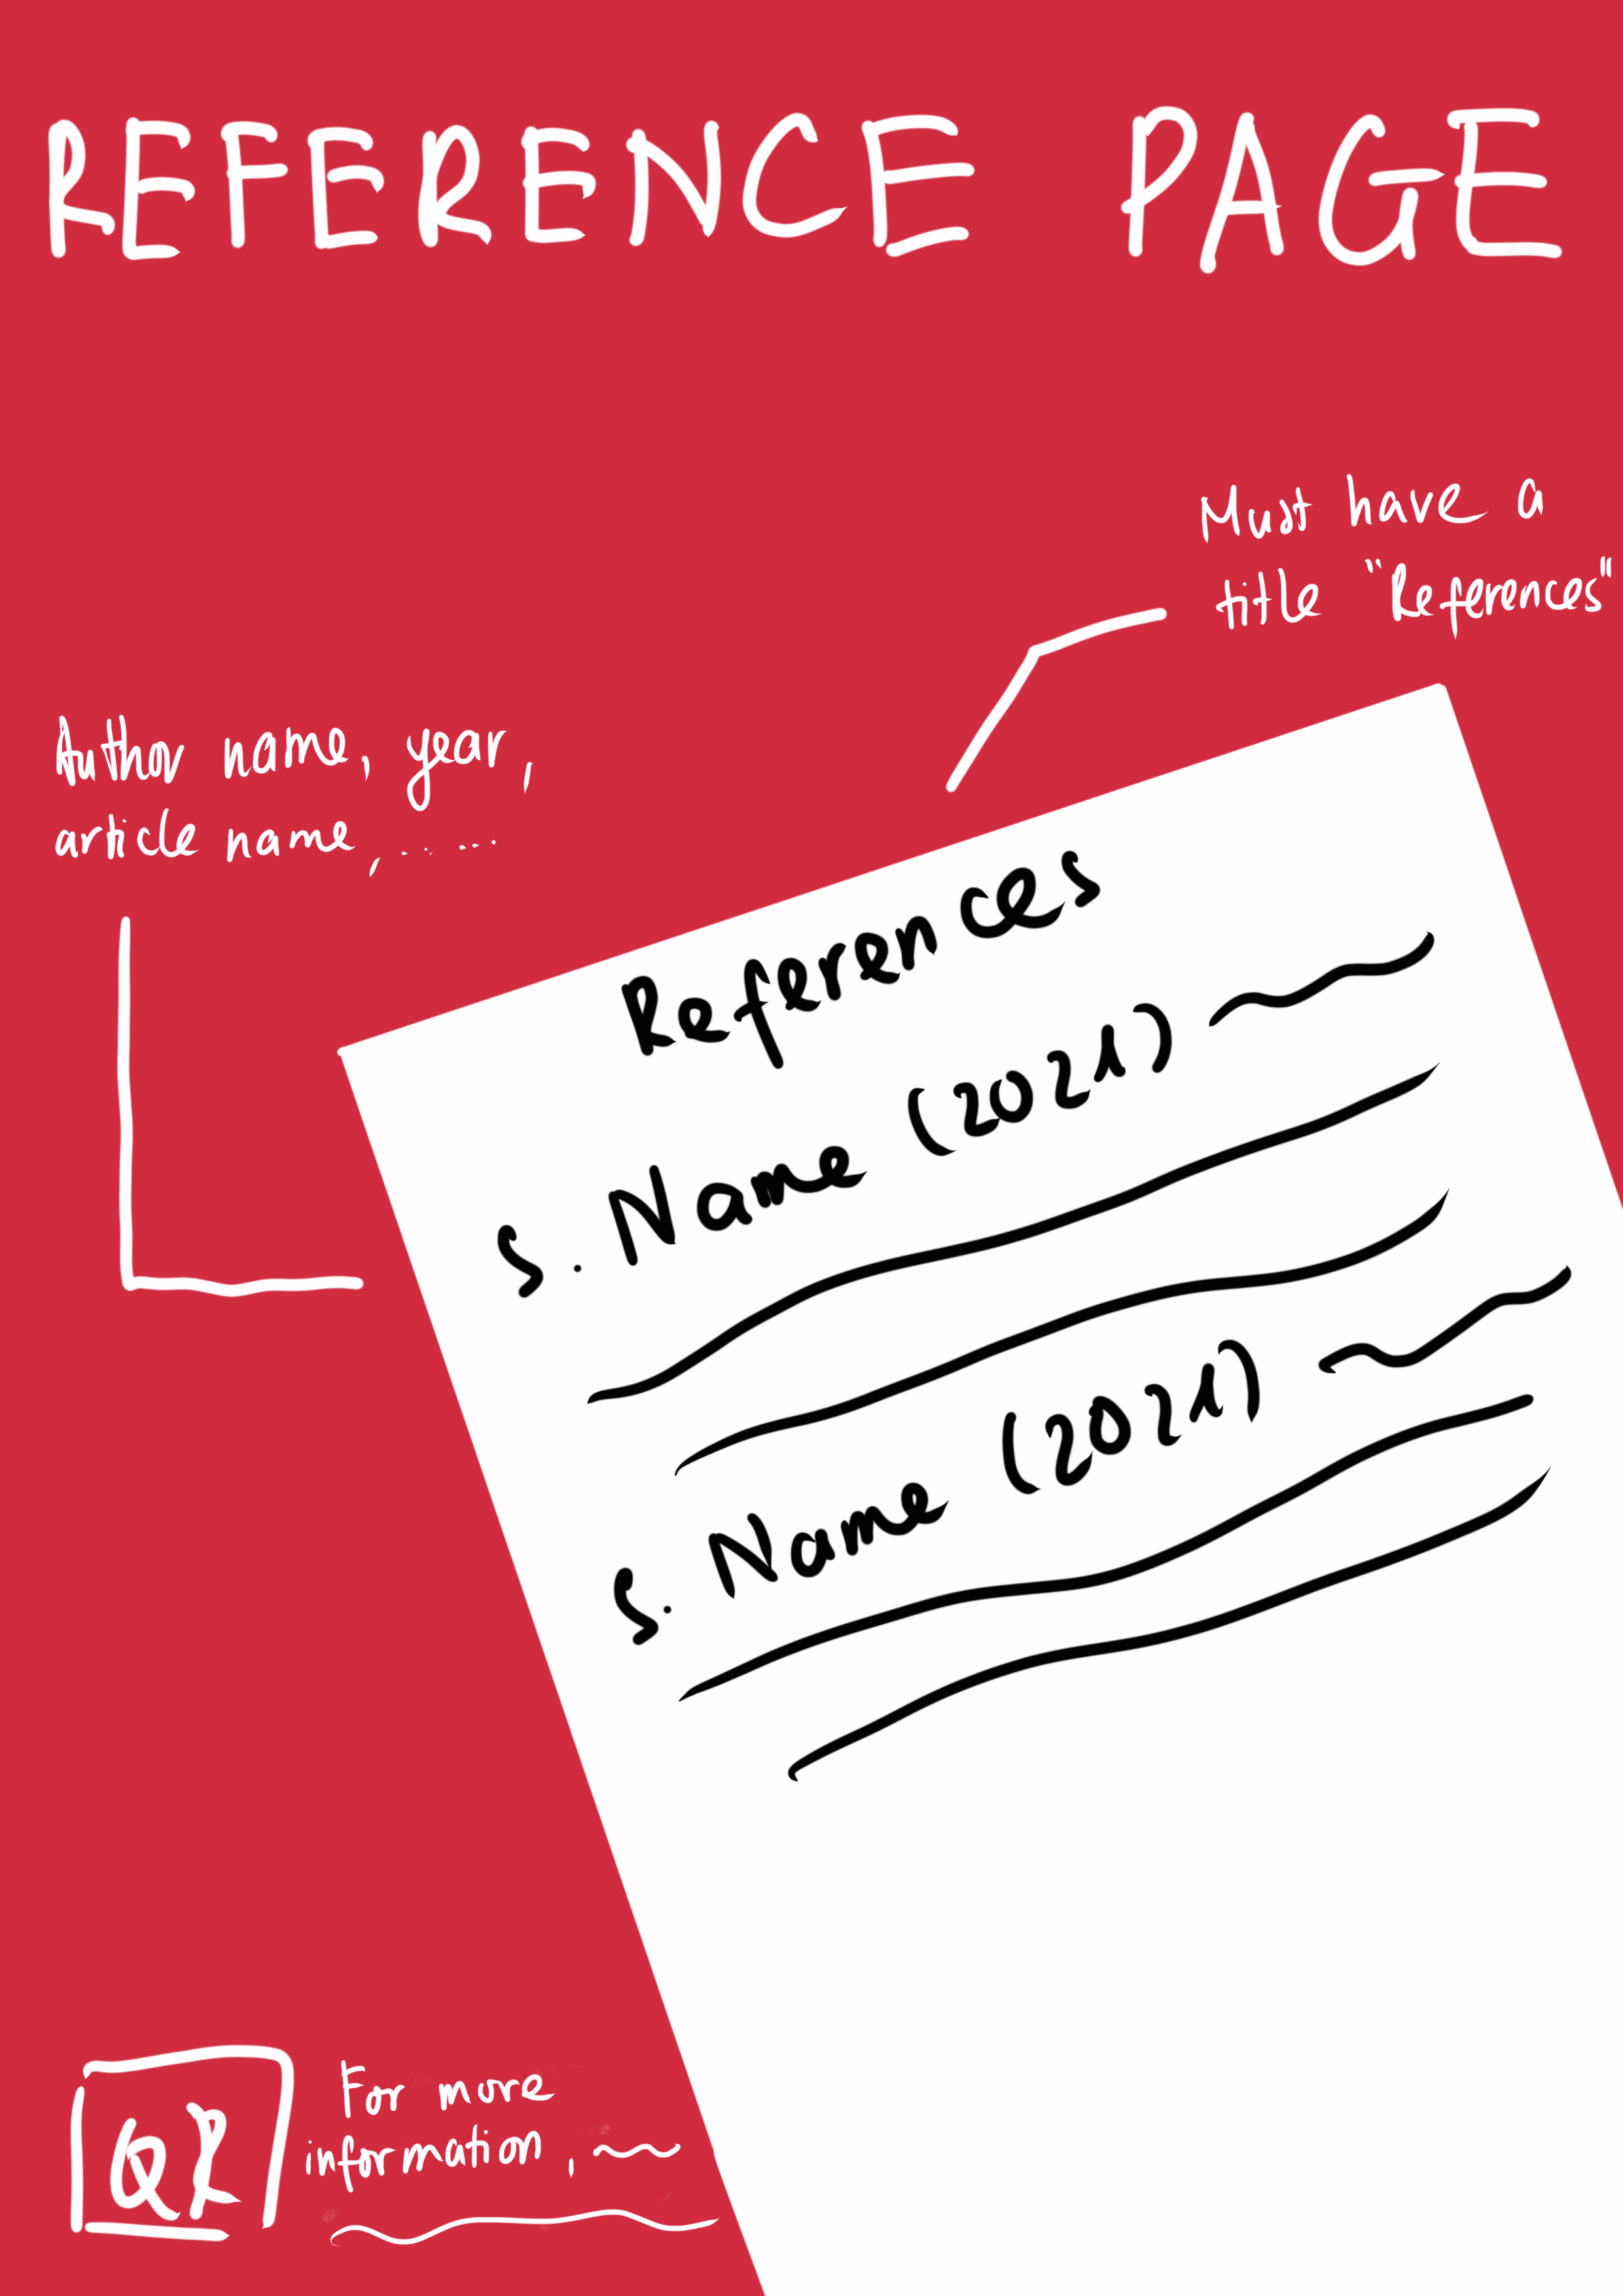 REFERENCE PAGE
Must have a
title "References"
Author name, year,
article name, .....
References
S. Name (2021)
S. Name (2021)
QR
For more
information,